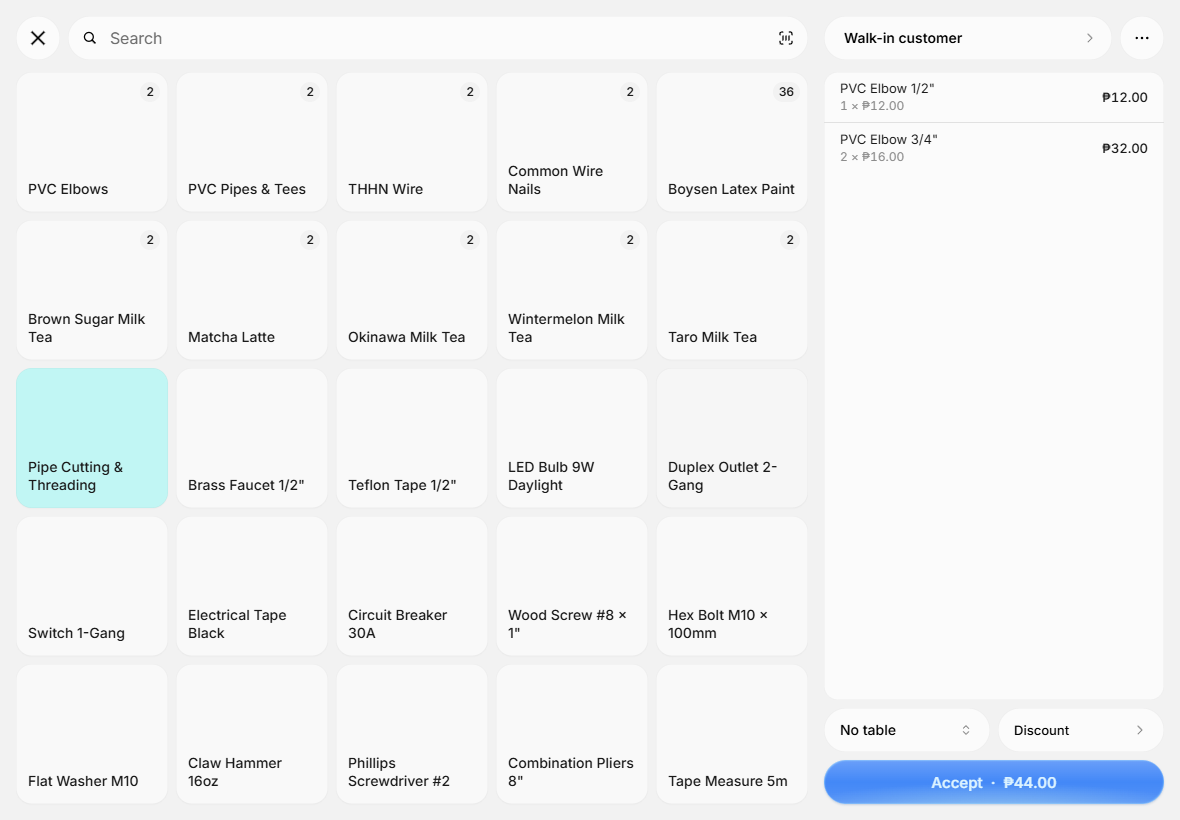 Search
Walk-in customer
2
PVC Elbows
2
PVC Pipes & Tees
2
THHN Wire
2
Common Wire
Nails
36
Boysen Latex Paint
2
Brown Sugar Milk
Tea
2
Matcha Latte
2
Okinawa Milk Tea
2
Wintermelon Milk
Tea
2
Taro Milk Tea
Pipe Cutting &
Threading
Brass Faucet 1/2"
Teflon Tape 1/2"
LED Bulb 9W
Daylight
Duplex Outlet 2-
Gang
Switch 1-Gang
Electrical Tape
Black
Circuit Breaker
30A
Wood Screw #8 ×
1"
Hex Bolt M10 ×
100mm
Flat Washer M10
Claw Hammer
16oz
Phillips
Screwdriver #2
Combination Pliers
8"
Tape Measure 5m
PVC Elbow 1/2"
1 × ₱12.00
₱12.00
PVC Elbow 3/4"
2 × ₱16.00
₱32.00
No table
Discount
Accept · ₱44.00